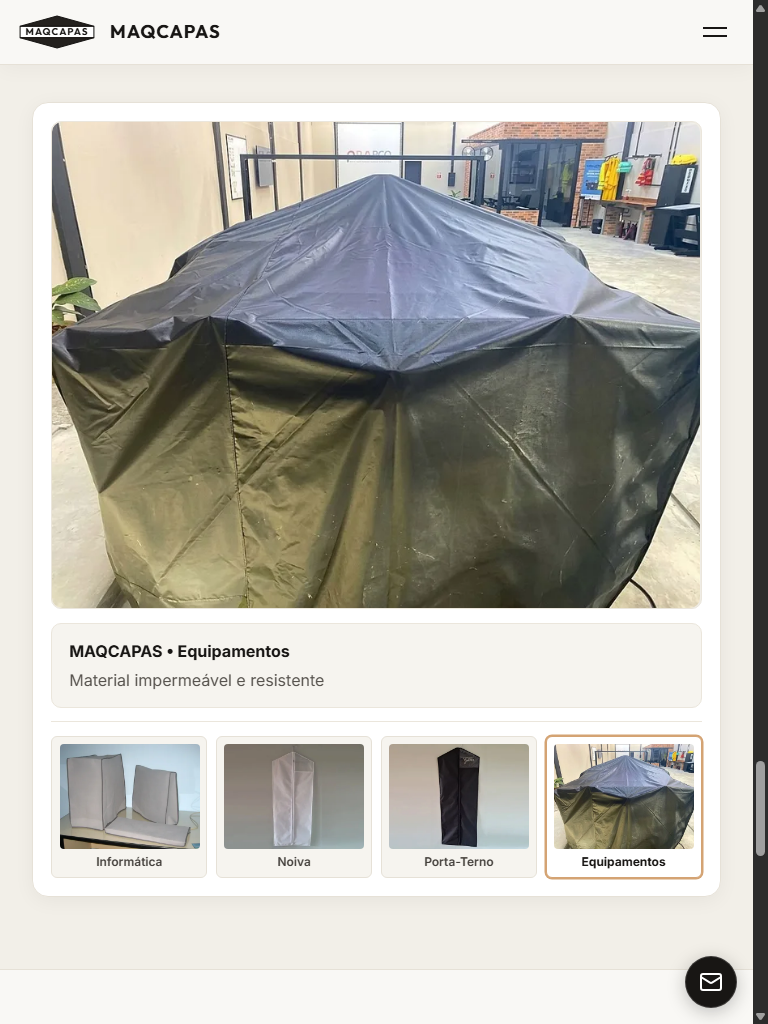 MAQCAPAS
MAQCAPAS
MAQCAPAS • Equipamentos
Material impermeável e resistente
Informática
Noiva
Porta-Terno
Equipamentos